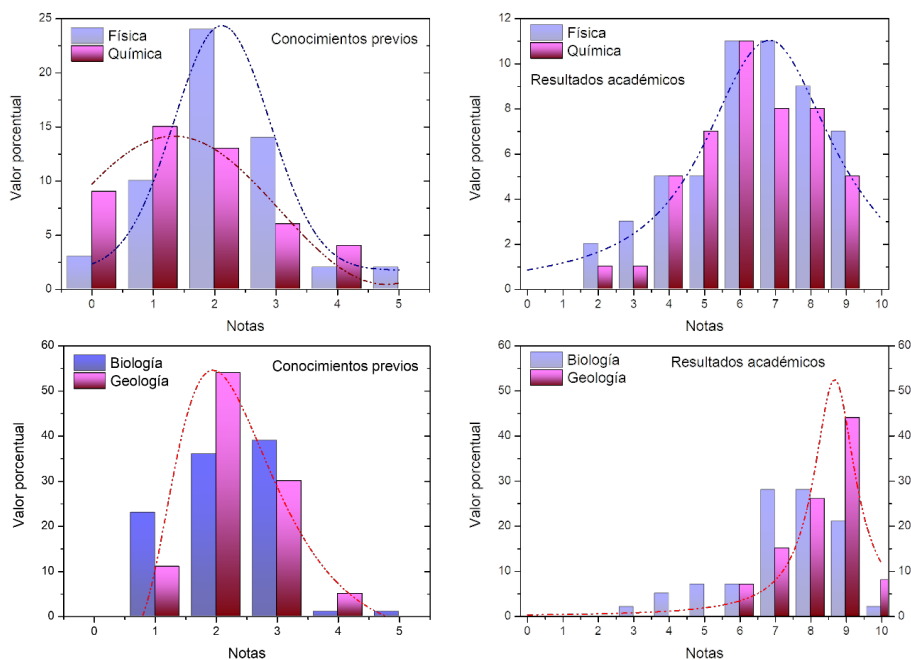 Física
Química
Conocimientos previos
Valor porcentual
25
20
15
10
5
0
0 1 2 3 4 5
Notas
Física
Química
Resultados académicos
Valor porcentual
12
10
8
6
4
2
0
0 1 2 3 4 5 6 7 8 9 10
Notas
Biología
Geología
Conocimientos previos
Valor porcentual
60
50
40
30
20
10
0
0 1 2 3 4 5
Notas
Biología
Geología
Resultados académicos
Valor porcentual
60 60
50 50
40 40
30 30
20 20
10 10
0 0
0 1 2 3 4 5 6 7 8 9 10
Notas